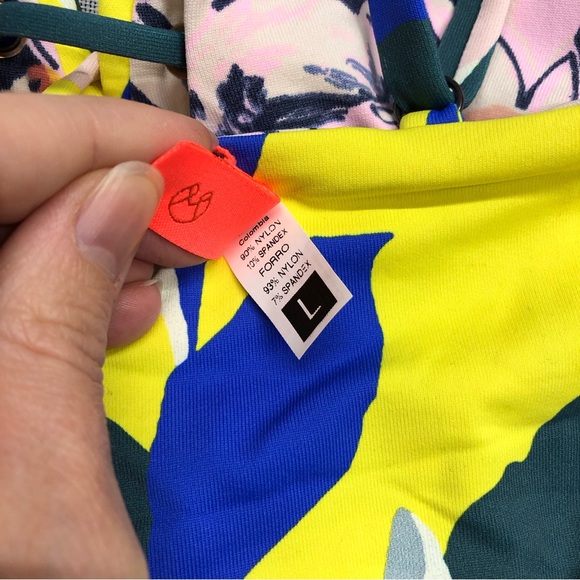 Colombia
90% NYLON
10% SPANDEX
FORRO
93% NYLON
7% SPANDEX
L